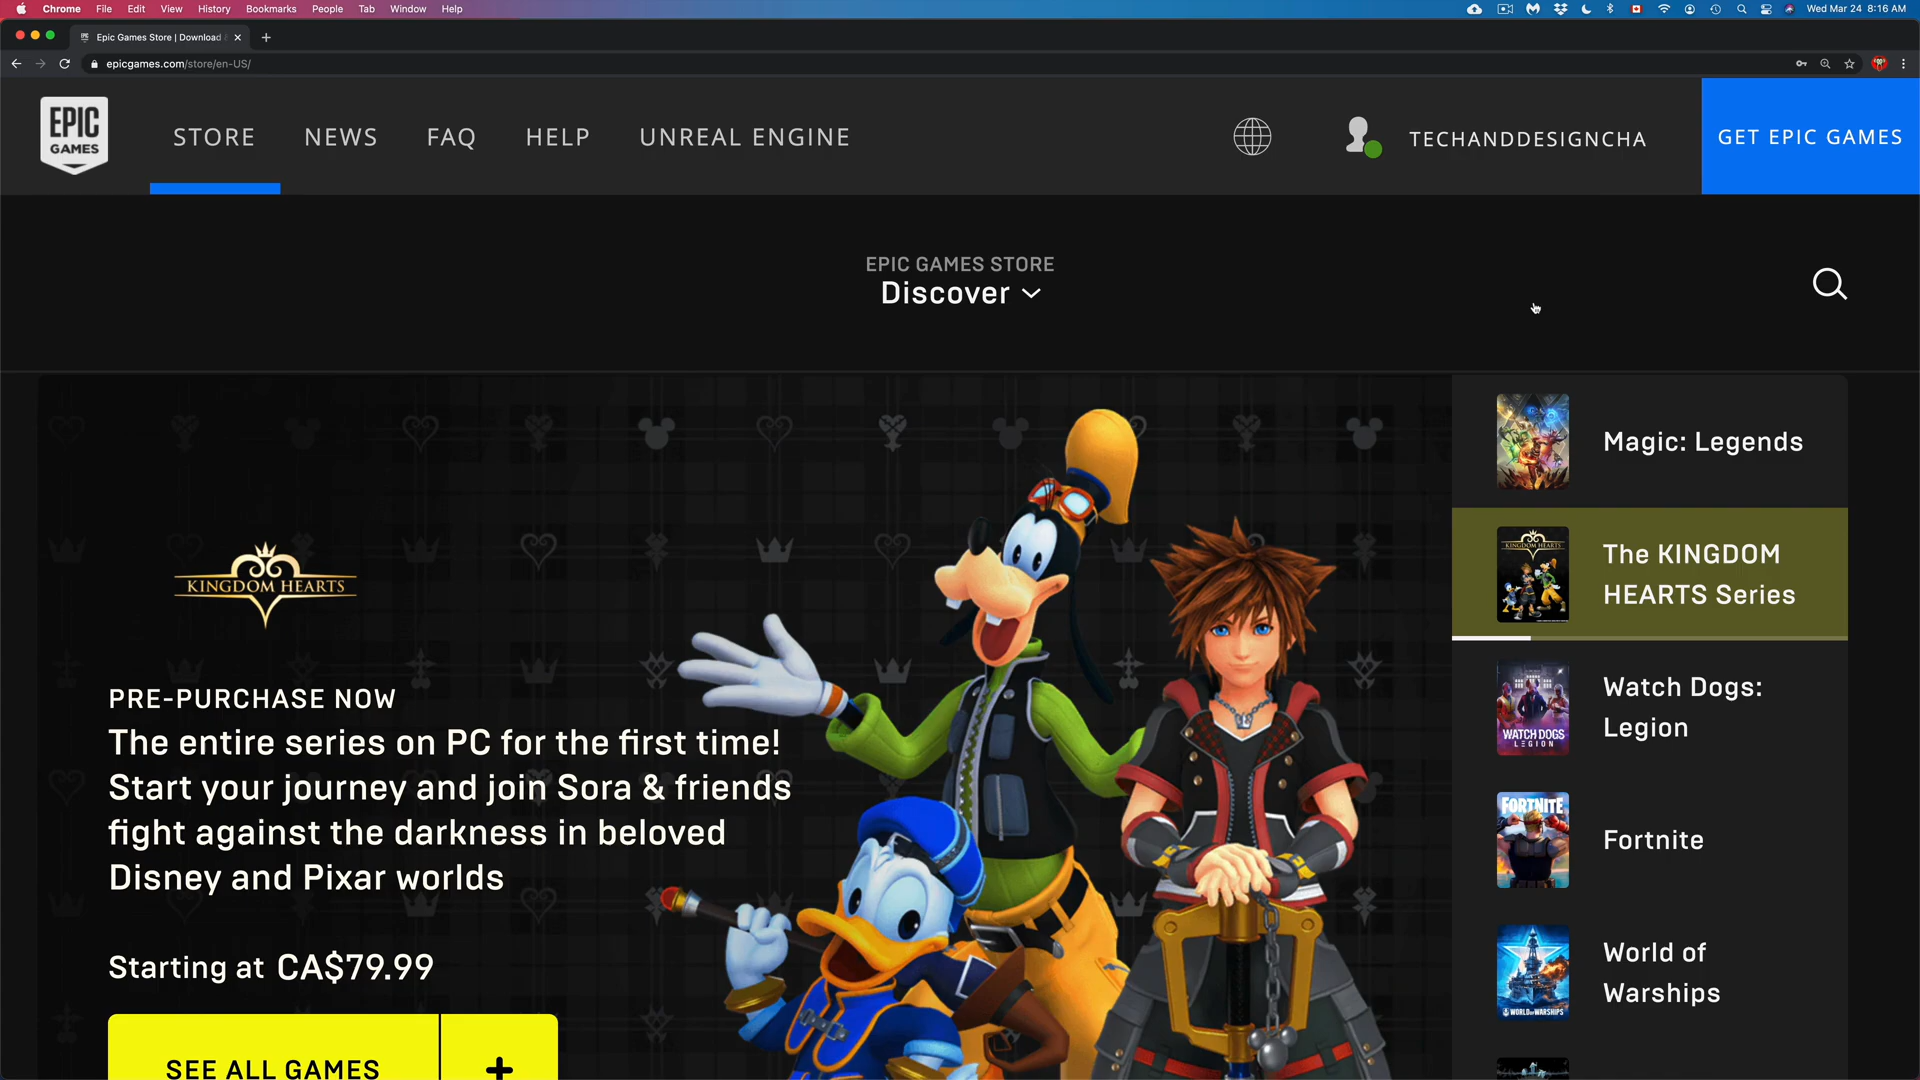 Chrome File Edit View History Bookmarks People Tab Window Help
Wed Mar 24 8:16 AM
Epic Games Store | Download
epicgames.com/store/en-US/
EPIC
GAMES
STORE NEWS FAQ HELP UNREAL ENGINE
TECHANDDESIGNCHA
GET EPIC GAMES
EPIC GAMES STORE
Discover
KINGDOM HEARTS
PRE-PURCHASE NOW
The entire series on PC for the first time!
Start your journey and join Sora & friends
fight against the darkness in beloved
Disney and Pixar worlds
Starting at CA$79.99
SEE ALL GAMES +
Magic: Legends
KINGDOM HEARTS
The KINGDOM
HEARTS Series
WATCH DOGS
LEGION
Watch Dogs:
Legion
FORTNITE
Fortnite
WORLD OF WARSHIPS
World of
Warships